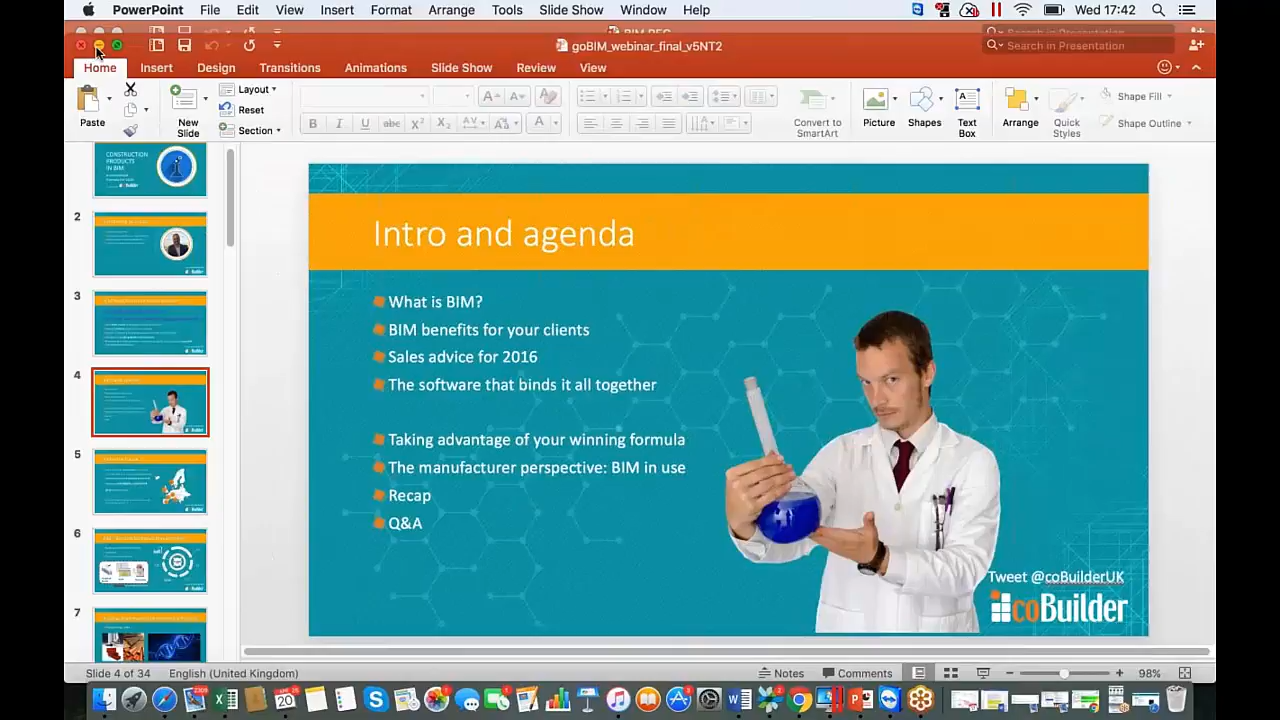 PowerPoint File Edit View Insert Format Arrange Tools Slide Show Window Help Wed 17:42
goBIM_webinar_final_v5NT2 Search in Presentation
Home Insert Design Transitions Animations Slide Show Review View
Paste New Slide Layout Reset Section Convert to SmartArt Picture Shapes Text Box Arrange Quick Styles Shape Fill Shape Outline
CONSTRUCTION
PRODUCTS
IN BIM
2
3
4
5
6
7
Intro and agenda
What is BIM?
BIM benefits for your clients
Sales advice for 2016
The software that binds it all together
Taking advantage of your winning formula
The manufacturer perspective: BIM in use
Recap
Q&A
Tweet @coBuilderUK
coBuilder
Slide 4 of 34 English (United Kingdom) Notes Comments 98%
20